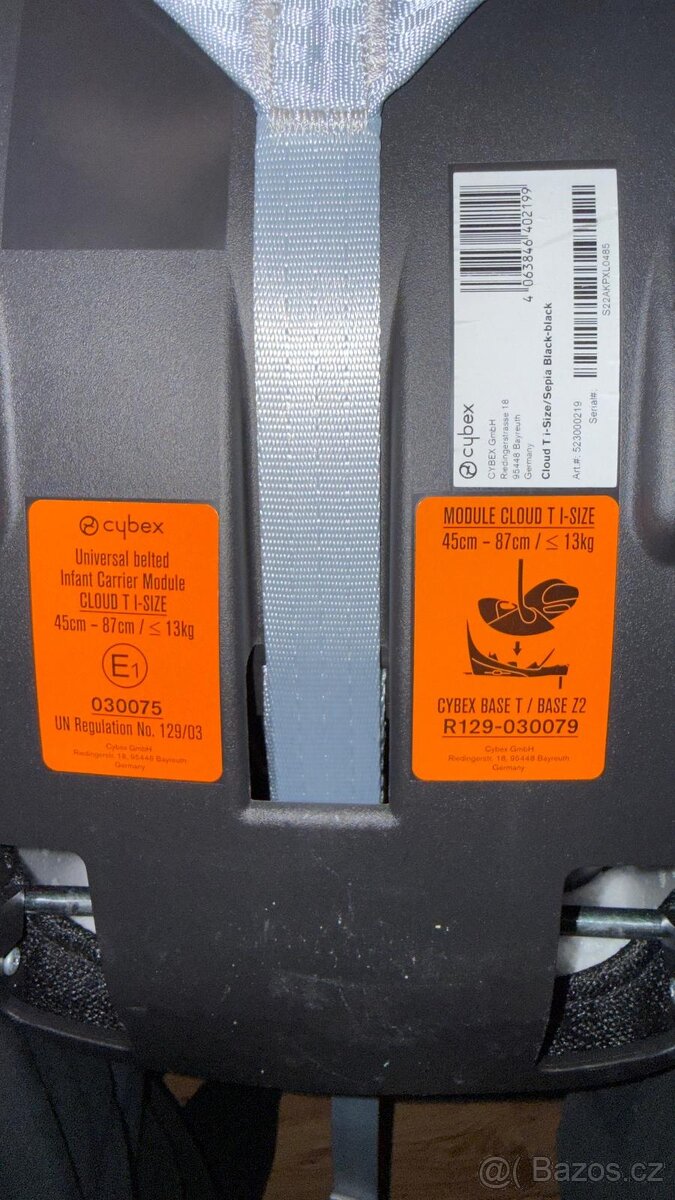 4 063846 402199
cybex
CYBEX GmbH
Riedingerstrasse 18
95448 Bayreuth
Germany
Cloud T i-Size/Sepia Black-black
Art.#: 523000219
Serial#:
S22AKPXL0485
cybex
Universal belted
Infant Carrier Module
CLOUD T I-SIZE
45cm – 87cm / ≤ 13kg
E1
030075
UN Regulation No. 129/03
Cybex GmbH
Riedingerstr. 18, 95448 Bayreuth
Germany
MODULE CLOUD T I-SIZE
45cm – 87cm / ≤ 13kg
CYBEX BASE T / BASE Z2
R129-030079
Cybex GmbH
Riedingerstr. 18, 95448 Bayreuth
Germany
@( Bazos.cz